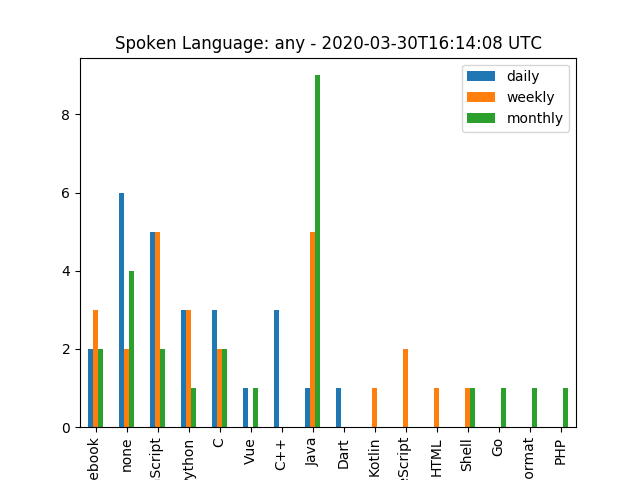 Spoken Language: any - 2020-03-30T16:14:08 UTC
daily
weekly
monthly
8
6
4
2
0
ebook
none
Script
ython
C
Vue
C++
Java
Dart
Kotlin
eScript
HTML
Shell
Go
ormat
PHP